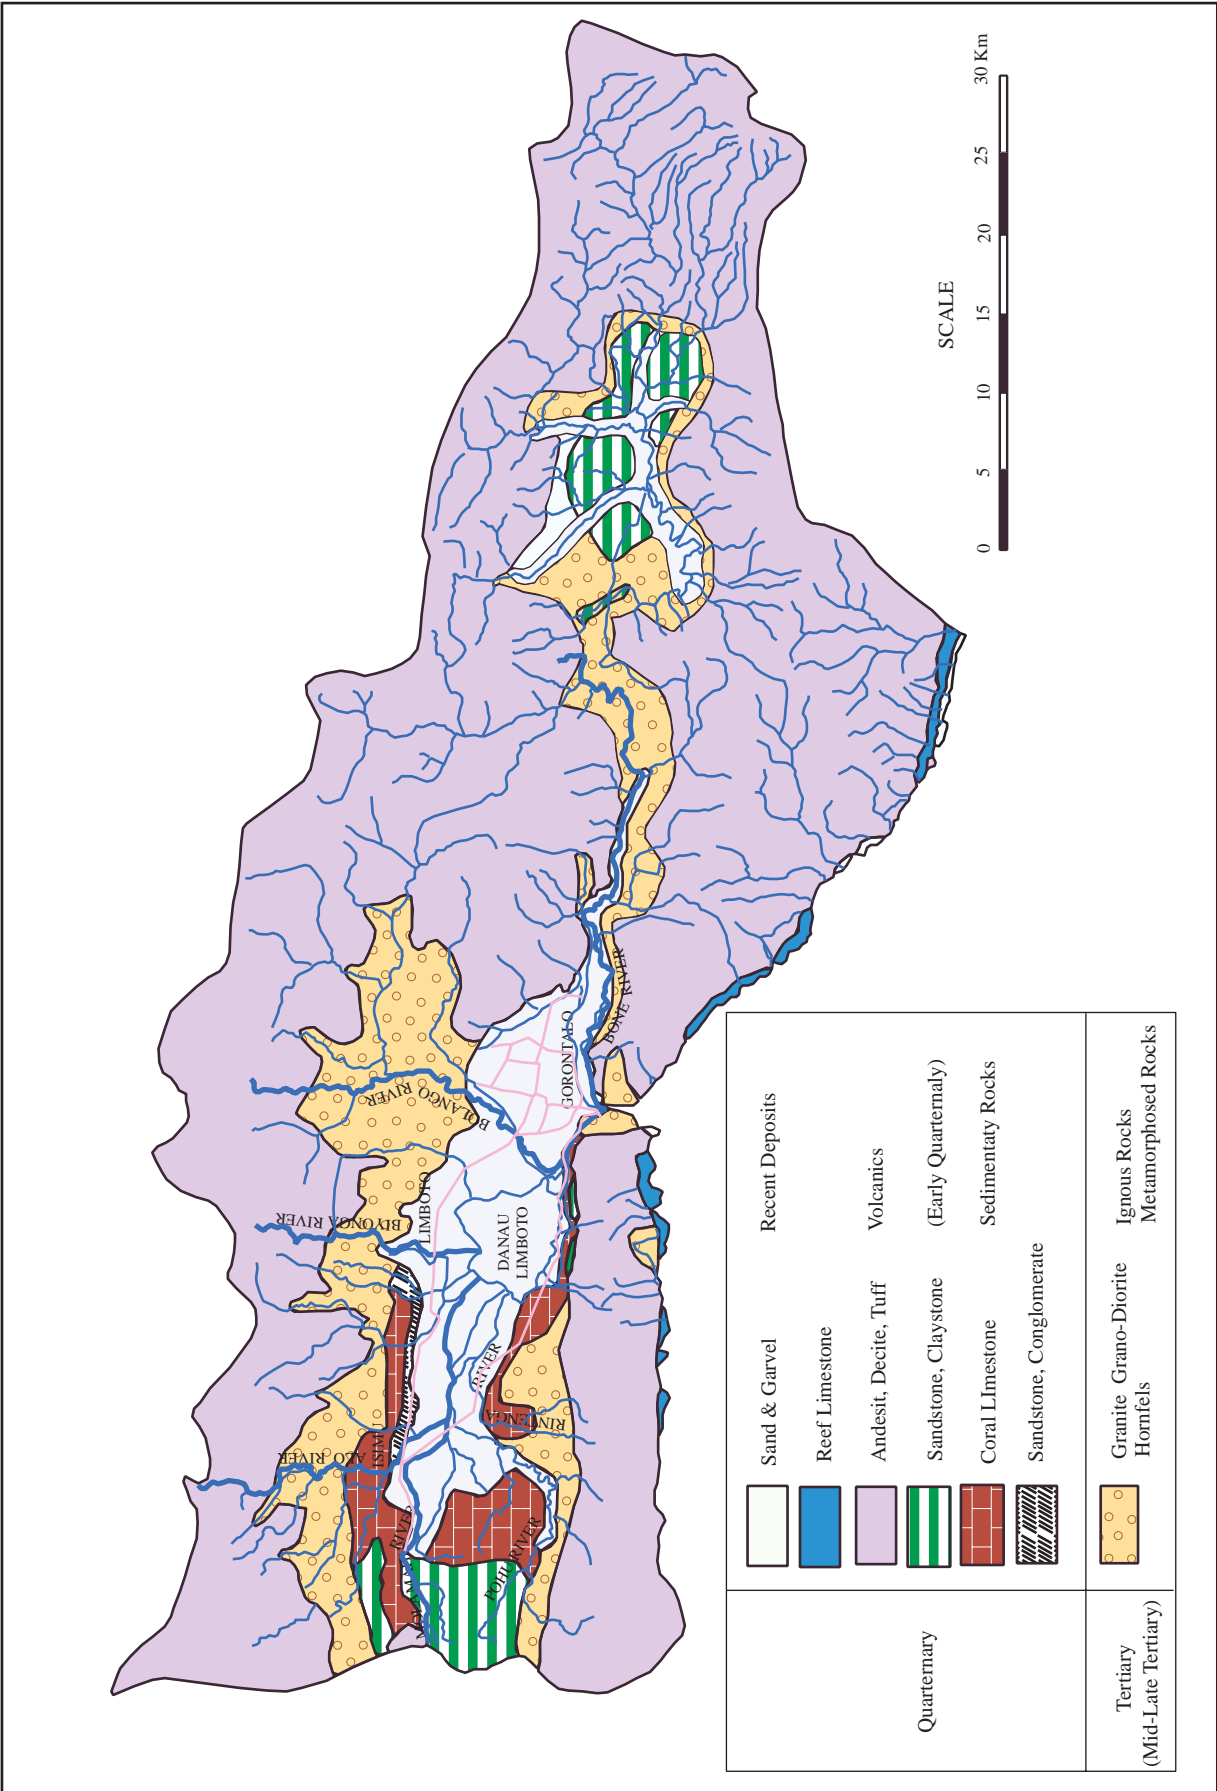 BONE RIVER
GORONTALO
BOLANGO RIVER
LIMBOTO
BIYONGA RIVER
DANAU
LIMBOTO
RIVER
RINTENGA
ALO RIVER
ISIMU
RIVER
POHU RIVER
SCALE
0 5 10 15 20 25 30 Km
Quarternary
Sand & Garvel Recent Deposits
Reef Limestone
Andesit, Decite, Tuff Volcanics
Sandstone, Claystone (Early Quarternaly)
Coral LImestone Sedimentaty Rocks
Sandstone, Conglomerate
Tertiary
(Mid-Late Tertiary)
Granite Grano-Diorite Ignous Rocks
Hornfels Metamorphosed Rocks